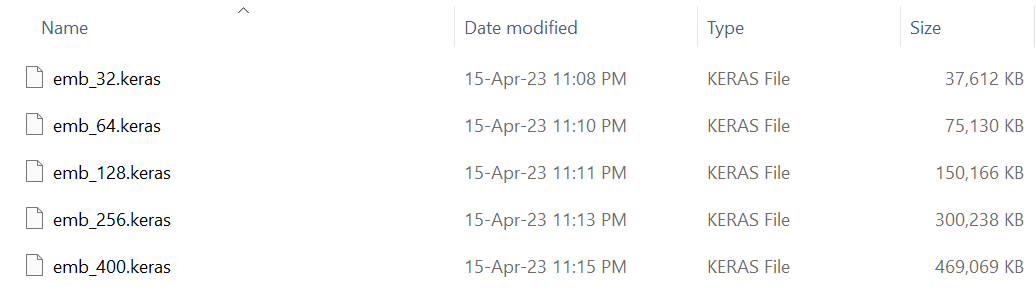 Name Date modified Type Size
emb_32.keras 15-Apr-23 11:08 PM KERAS File 37,612 KB
emb_64.keras 15-Apr-23 11:10 PM KERAS File 75,130 KB
emb_128.keras 15-Apr-23 11:11 PM KERAS File 150,166 KB
emb_256.keras 15-Apr-23 11:13 PM KERAS File 300,238 KB
emb_400.keras 15-Apr-23 11:15 PM KERAS File 469,069 KB